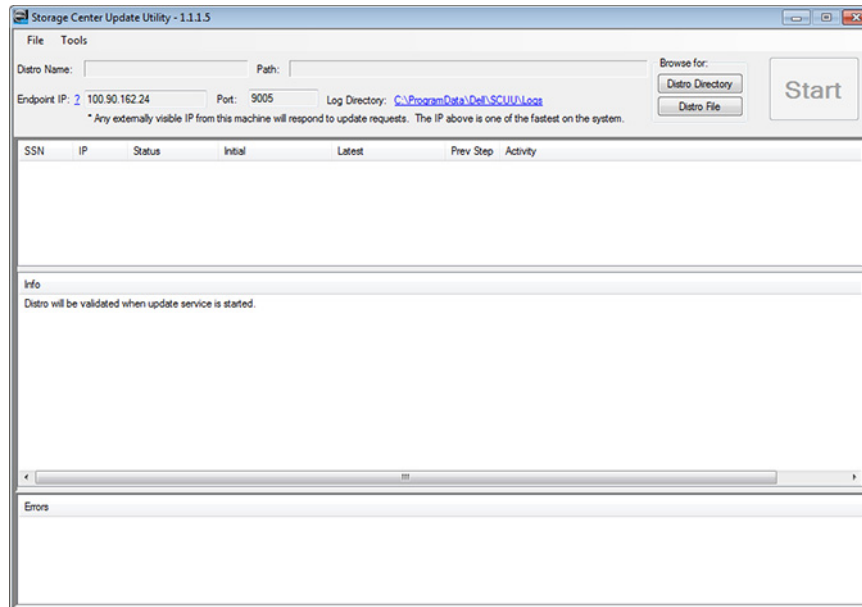 Storage Center Update Utility - 1.1.1.5
File Tools
Distro Name: Path: Browse for:
Distro Directory
Start
Endpoint IP: ? 100.90.162.24 Port: 9005 Log Directory: C:\ProgramData\Dell\SCUU\Logs
Distro File
* Any externally visible IP from this machine will respond to update requests. The IP above is one of the fastest on the system.
SSN IP Status Initial Latest Prev Step Activity
Info
Distro will be validated when update service is started.
Errors